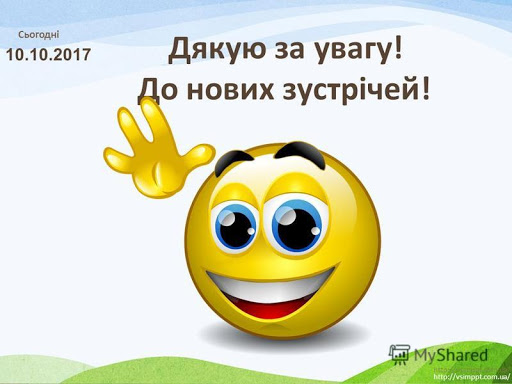 Сьогодні
10.10.2017
Дякую за увагу!
До нових зустрічей!
MyShared
http://vsimppt.com.ua/